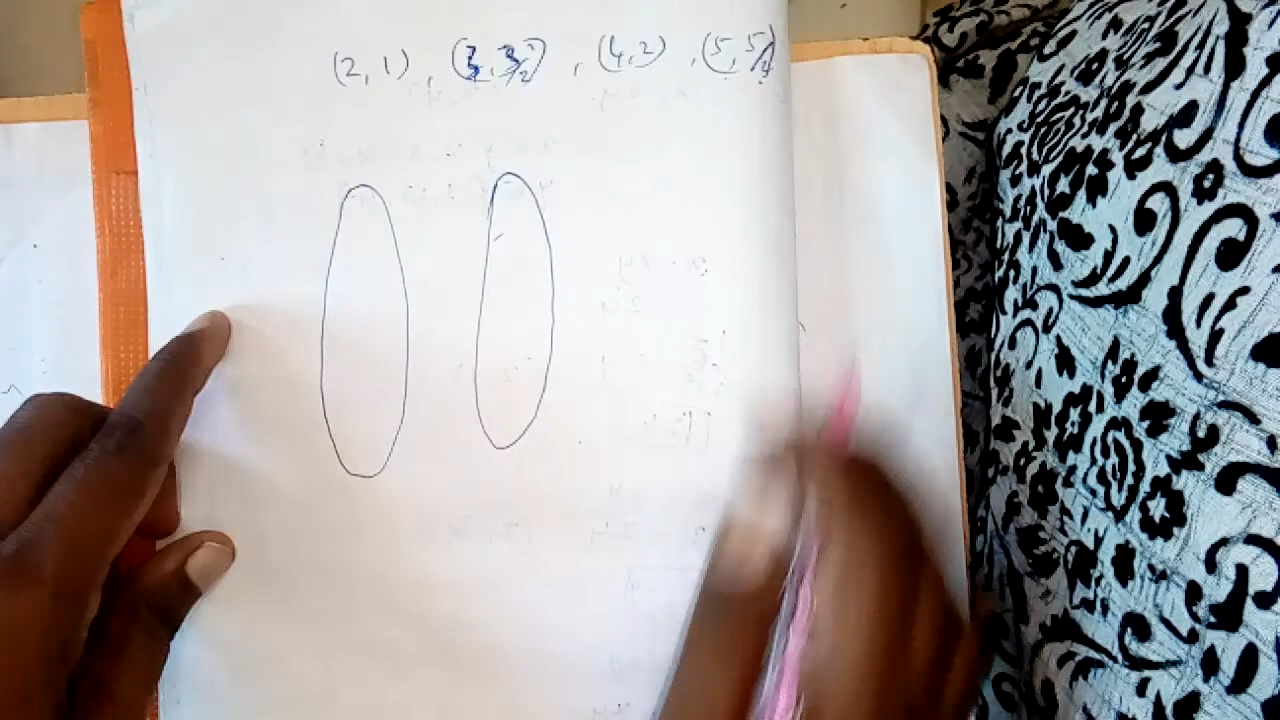 (2, 1) , (3, 3/2) , (4, 2) , (5, 5/4)